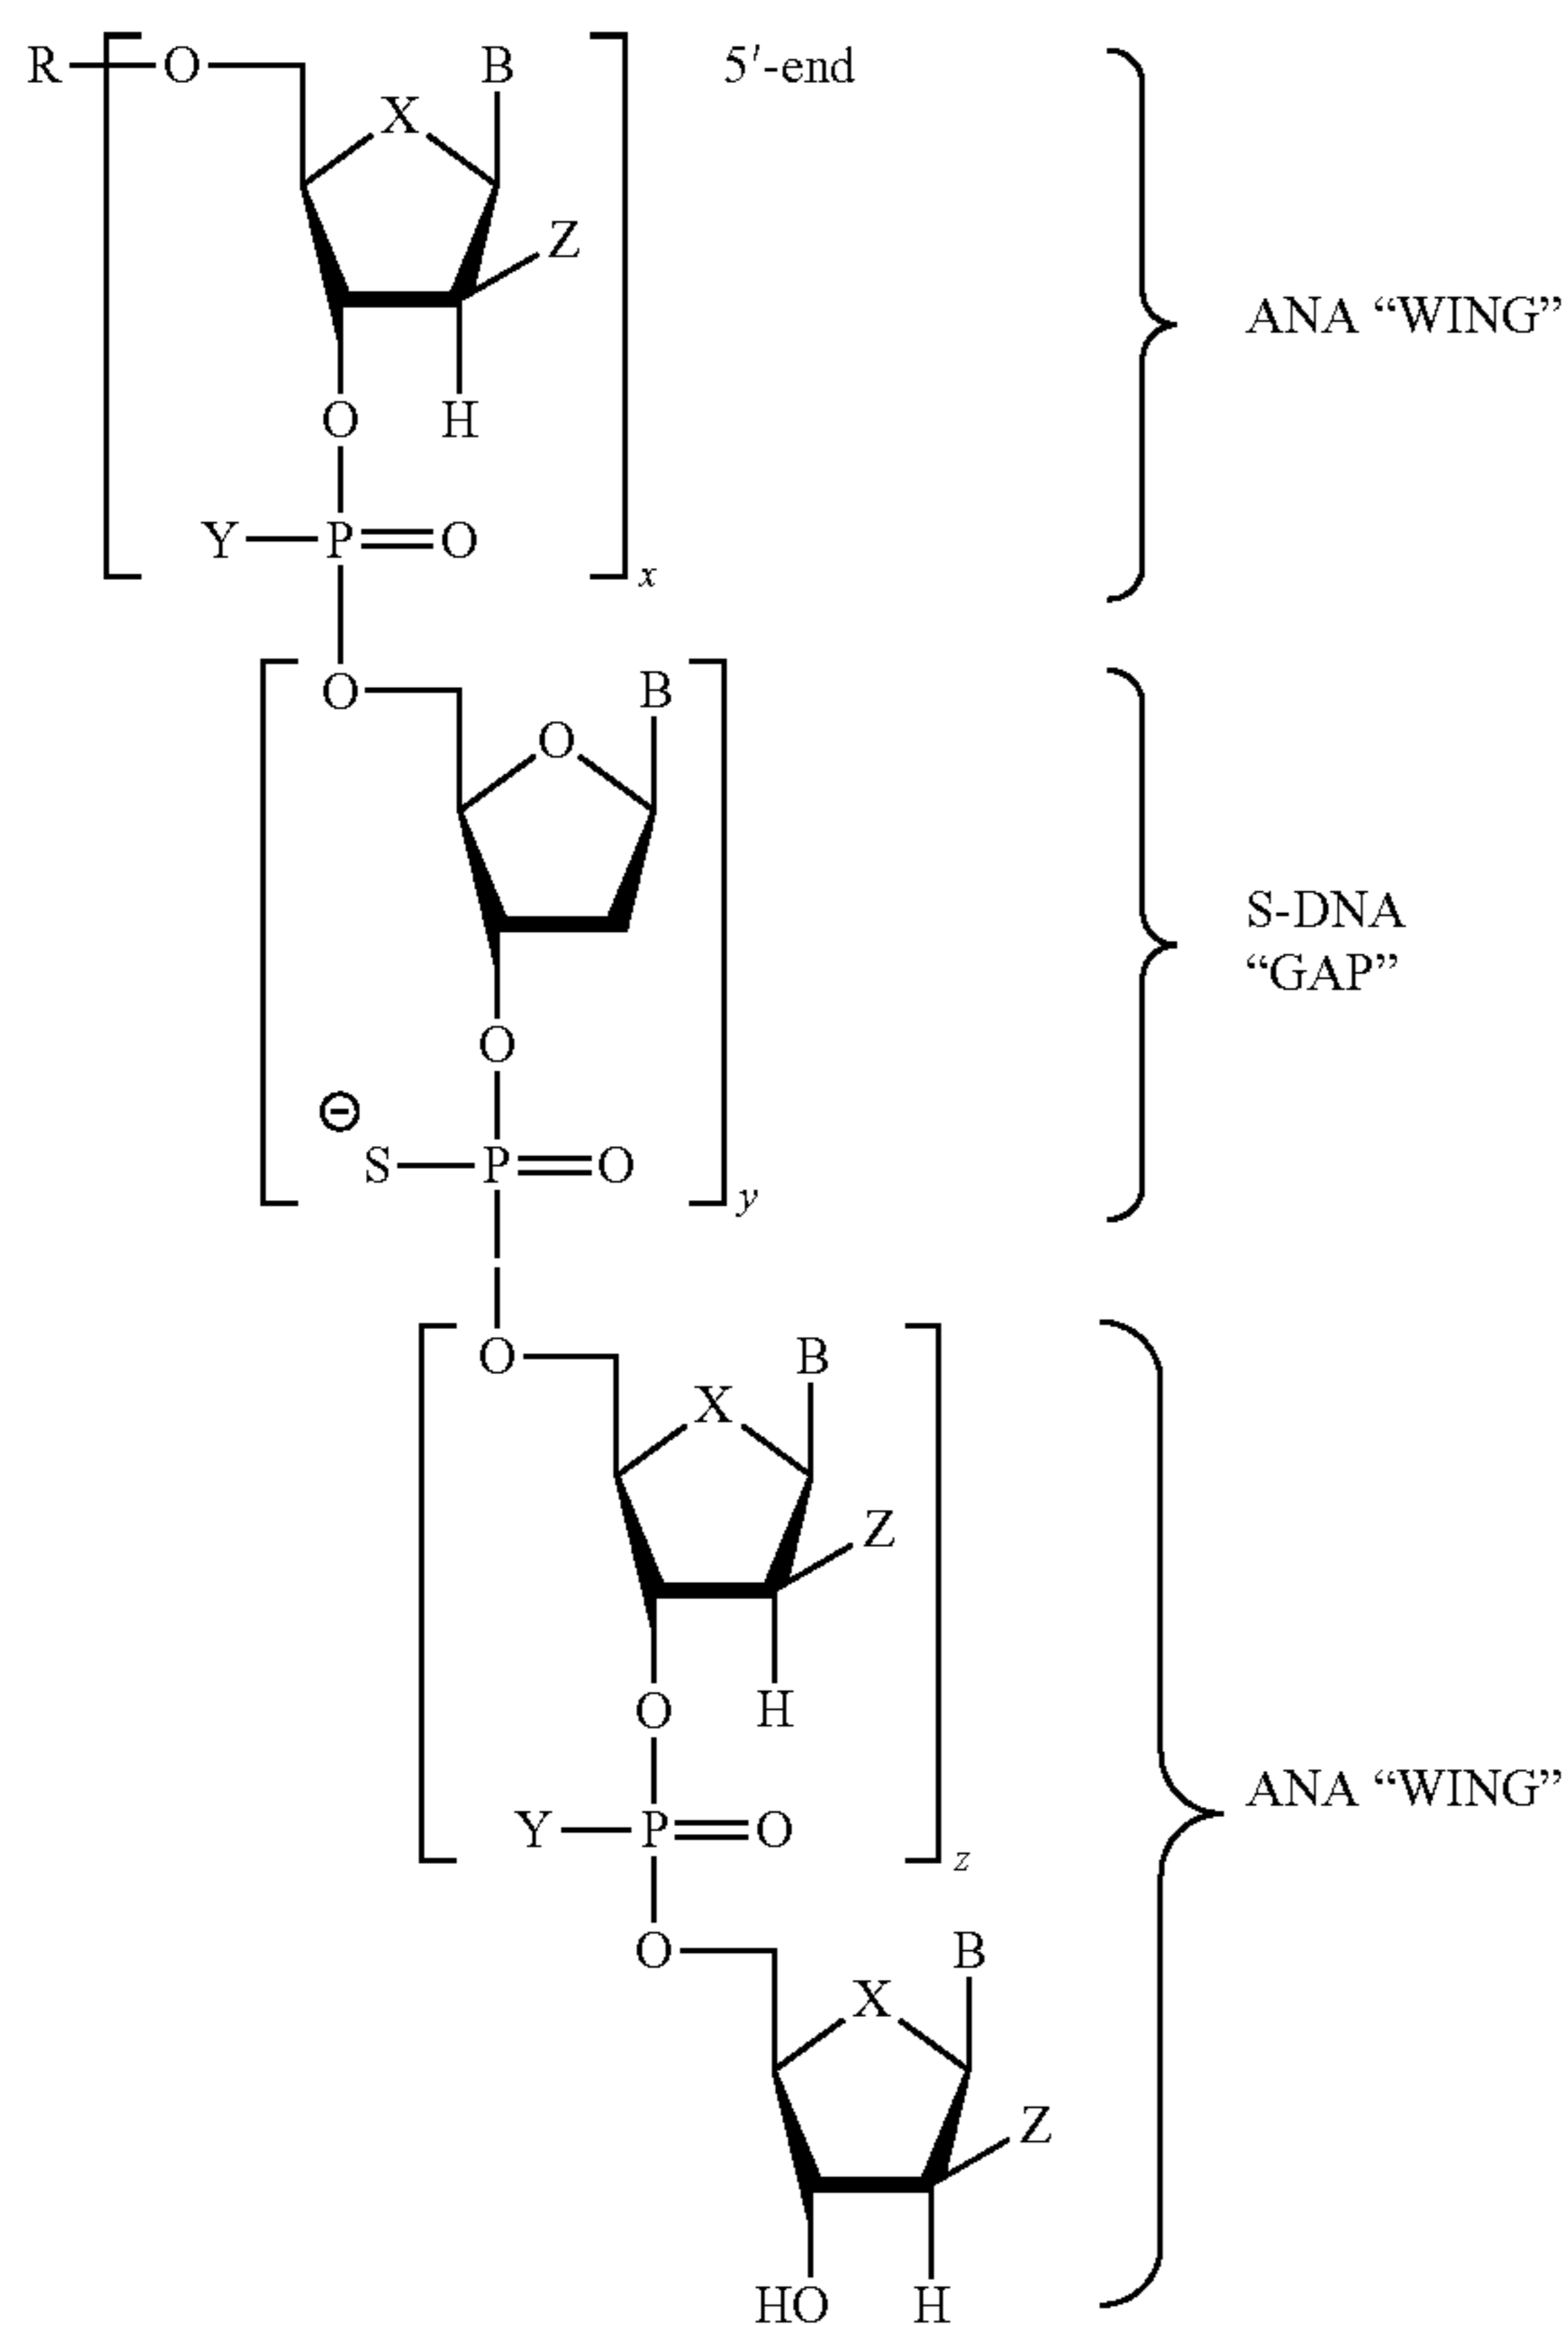 R O B 5′-end
X
Z
ANA “WING”
O H
Y P O
x
O B
O
S-DNA
“GAP”
O
⊖
S P O
y
O B
X
Z
O H
ANA “WING”
Y P O
z
O B
X
Z
HO H